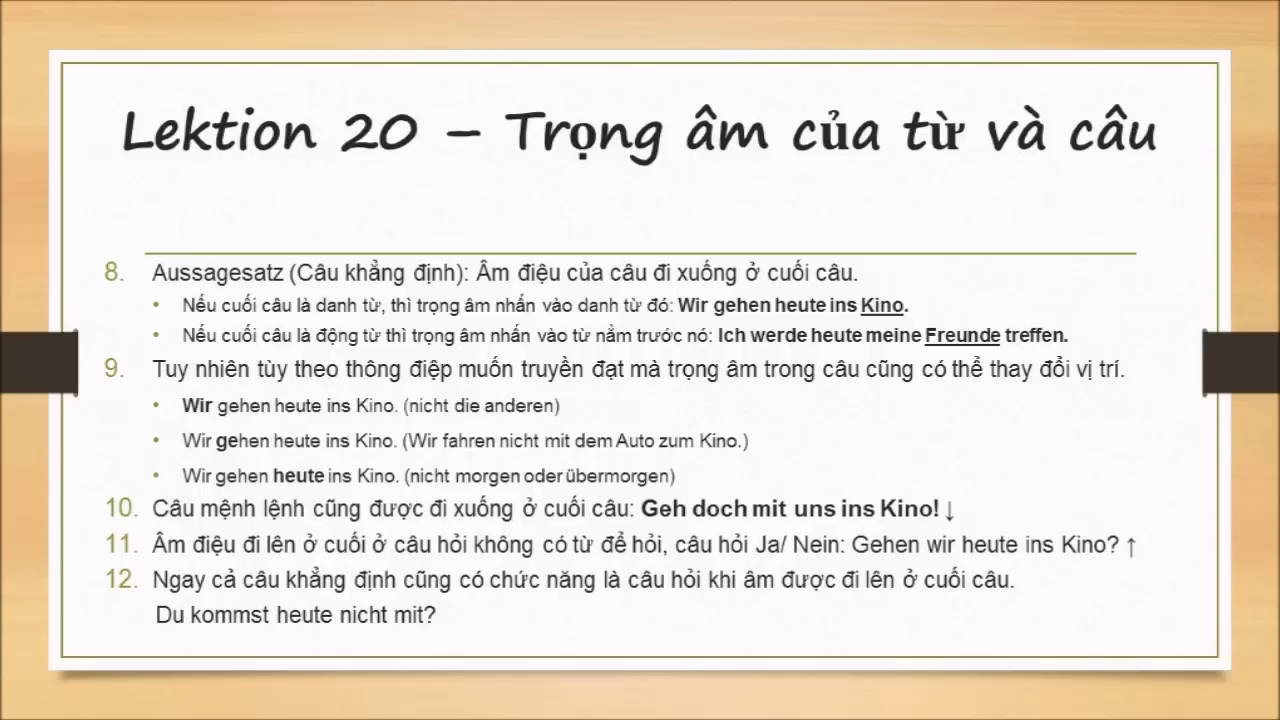 Lektion 20 – Trọng âm của từ và câu
8. Aussagesatz (Câu khẳng định): Âm điệu của câu đi xuống ở cuối câu.
• Nếu cuối câu là danh từ, thì trọng âm nhấn vào danh từ đó: Wir gehen heute ins Kino.
• Nếu cuối câu là động từ thì trọng âm nhấn vào từ nằm trước nó: Ich werde heute meine Freunde treffen.
9. Tuy nhiên tùy theo thông điệp muốn truyền đạt mà trọng âm trong câu cũng có thể thay đổi vị trí.
• Wir gehen heute ins Kino. (nicht die anderen)
• Wir gehen heute ins Kino. (Wir fahren nicht mit dem Auto zum Kino.)
• Wir gehen heute ins Kino. (nicht morgen oder übermorgen)
10. Câu mệnh lệnh cũng được đi xuống ở cuối câu: Geh doch mit uns ins Kino! ↓
11. Âm điệu đi lên ở cuối ở câu hỏi không có từ để hỏi, câu hỏi Ja/ Nein: Gehen wir heute ins Kino? ↑
12. Ngay cả câu khẳng định cũng có chức năng là câu hỏi khi âm được đi lên ở cuối câu.
Du kommst heute nicht mit?